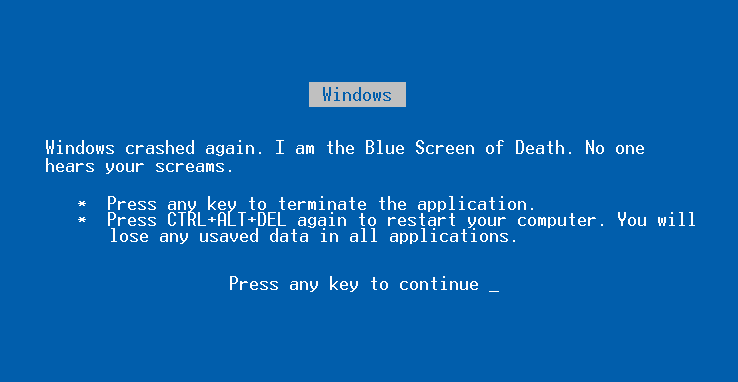 Windows
Windows crashed again. I am the Blue Screen of Death. No one
hears your screams.
* Press any key to terminate the application.
* Press CTRL+ALT+DEL again to restart your computer. You will
lose any usaved data in all applications.
Press any key to continue _